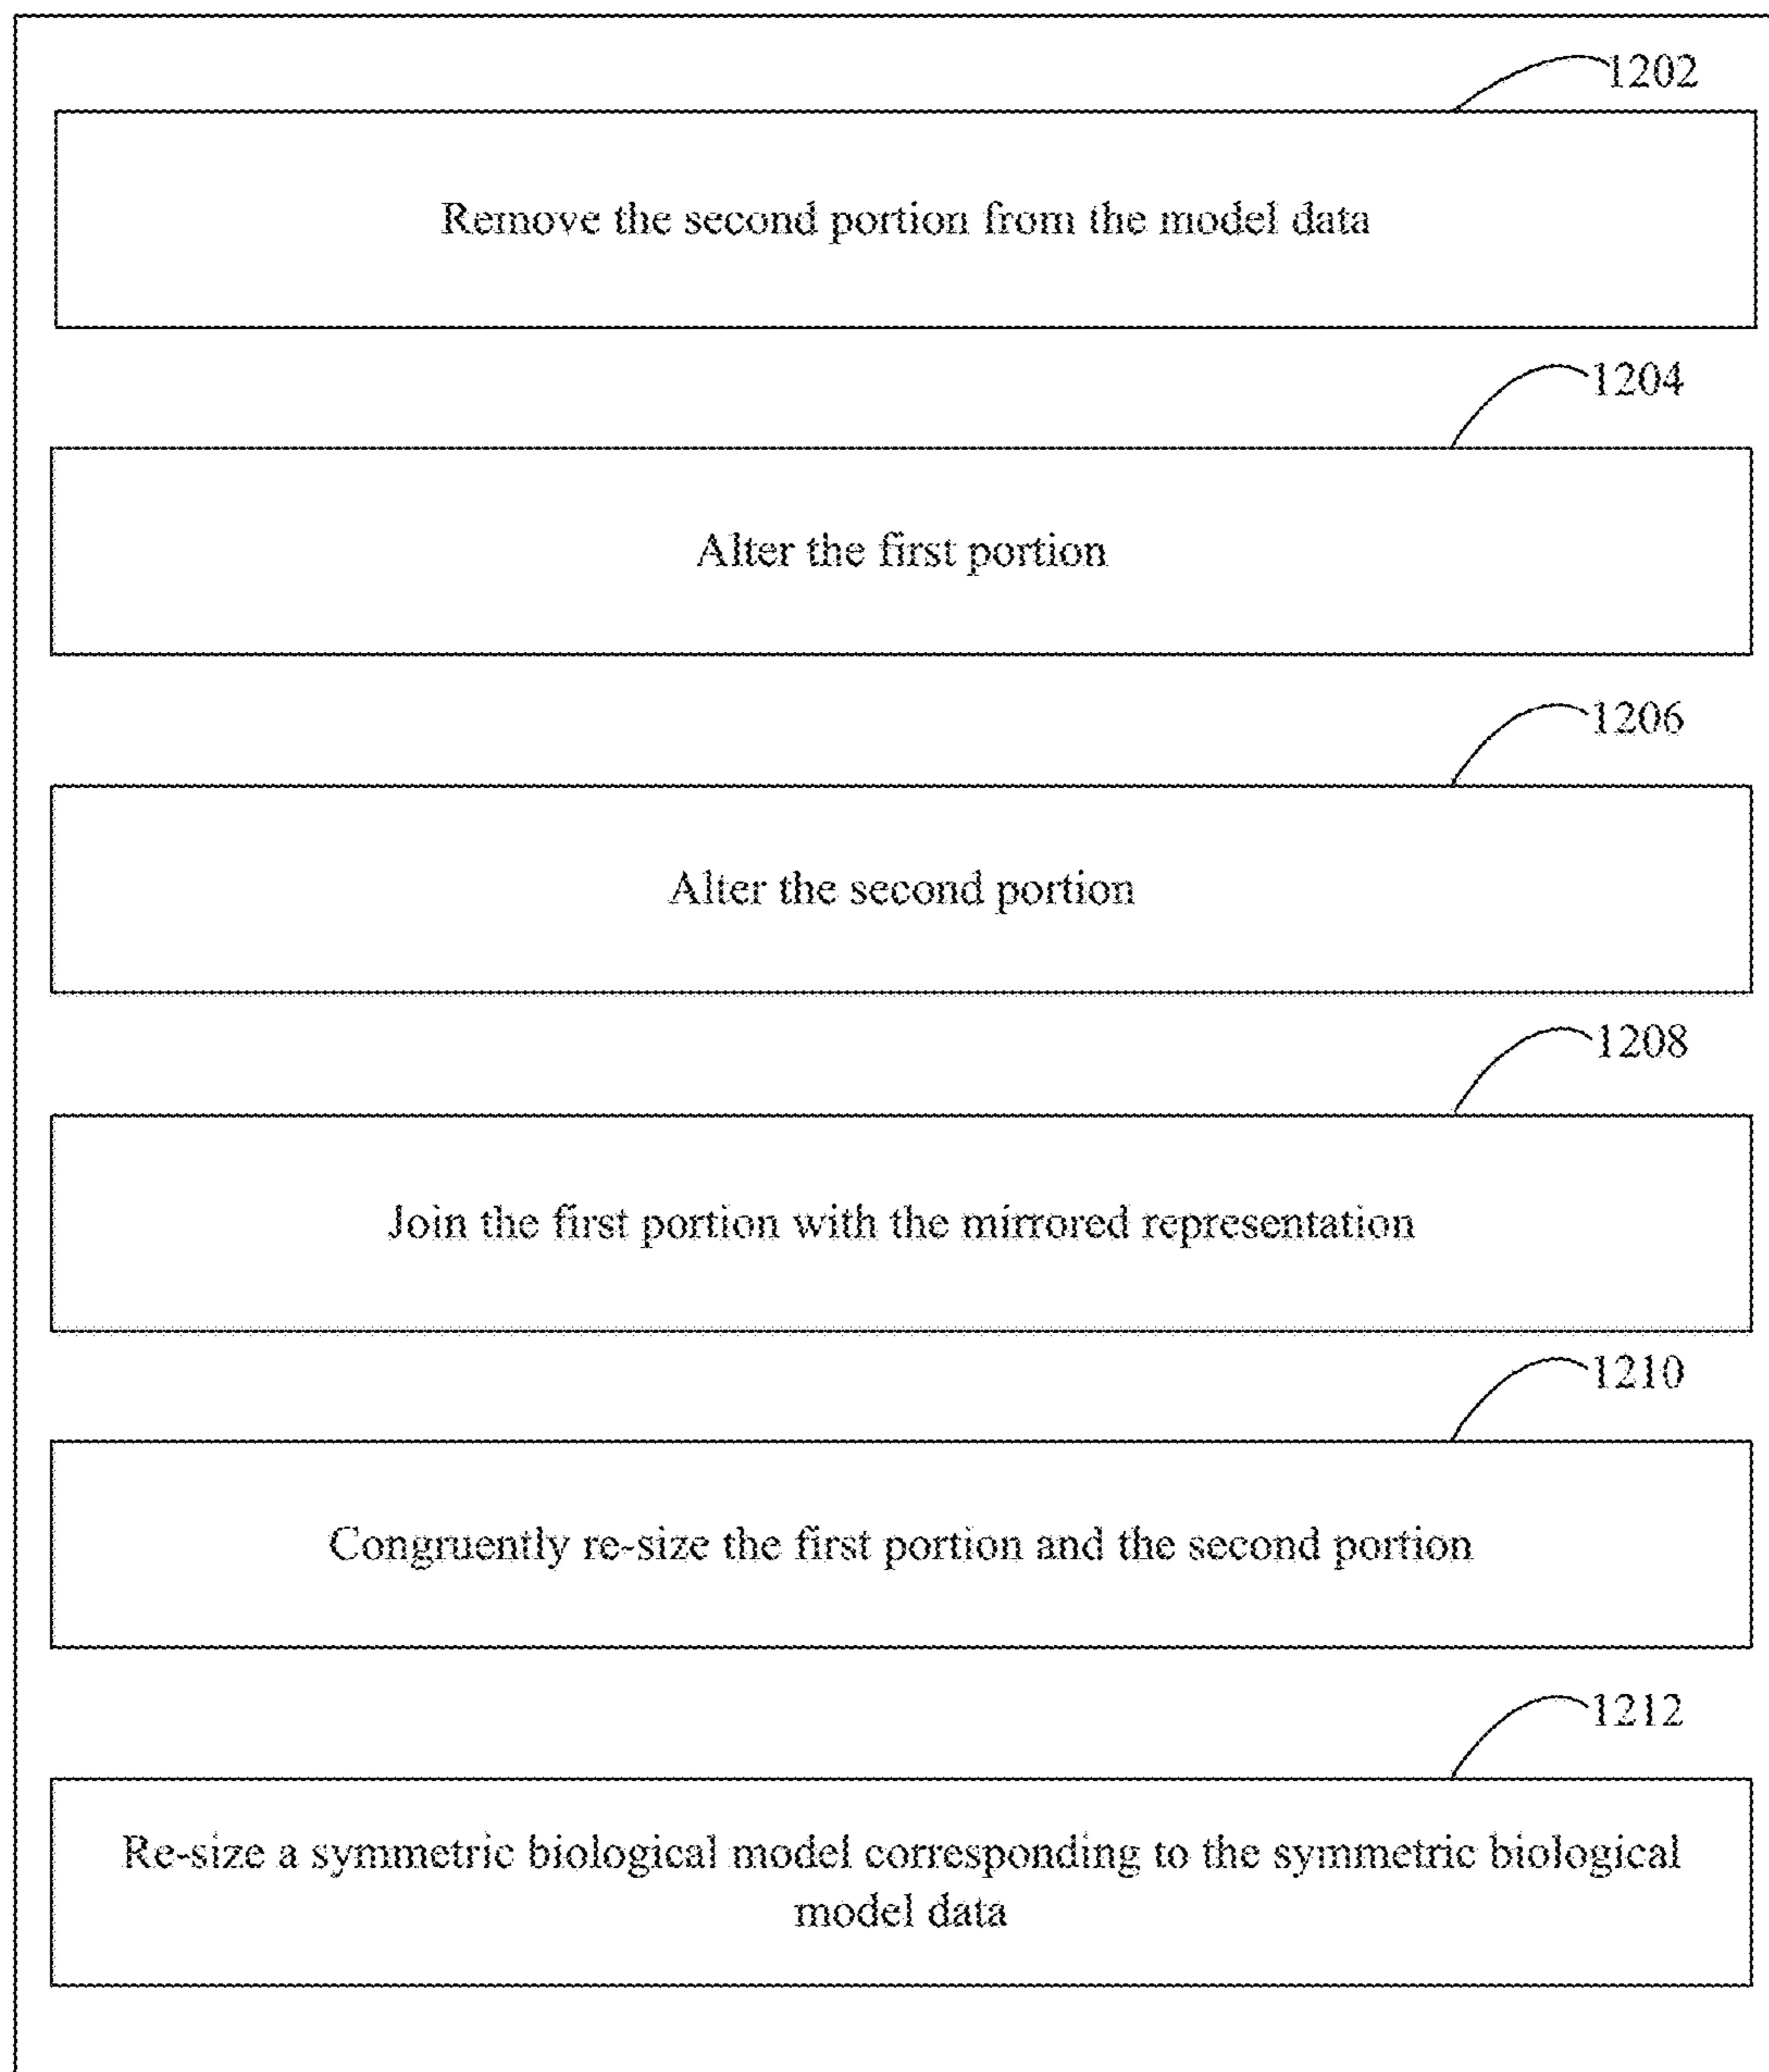 1202
Remove the second portion from the model data
1204
Alter the first portion
1206
Alter the second portion
1208
Join the first portion with the mirrored representation
1210
Congruently re-size the first portion and the second portion
1212
Re-size a symmetric biological model corresponding to the symmetric biological
model data